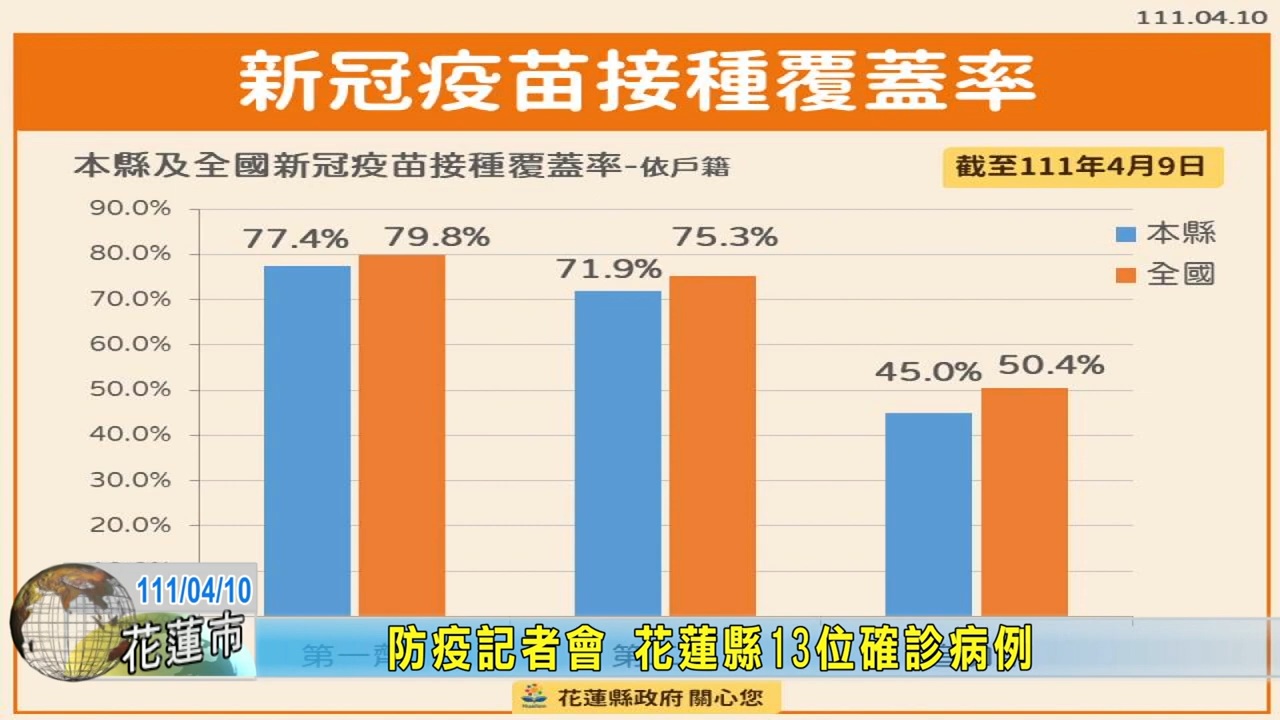 111.04.10
新冠疫苗接種覆蓋率
本縣及全國新冠疫苗接種覆蓋率-依戶籍
截至111年4月9日
90.0%
80.0%
70.0%
60.0%
50.0%
40.0%
30.0%
20.0%
77.4%
79.8%
71.9%
75.3%
45.0%
50.4%
本縣
全國
111/04/10
花蓮市
第一劑
防疫記者會 花蓮縣13位確診病例
花蓮縣政府 關心您